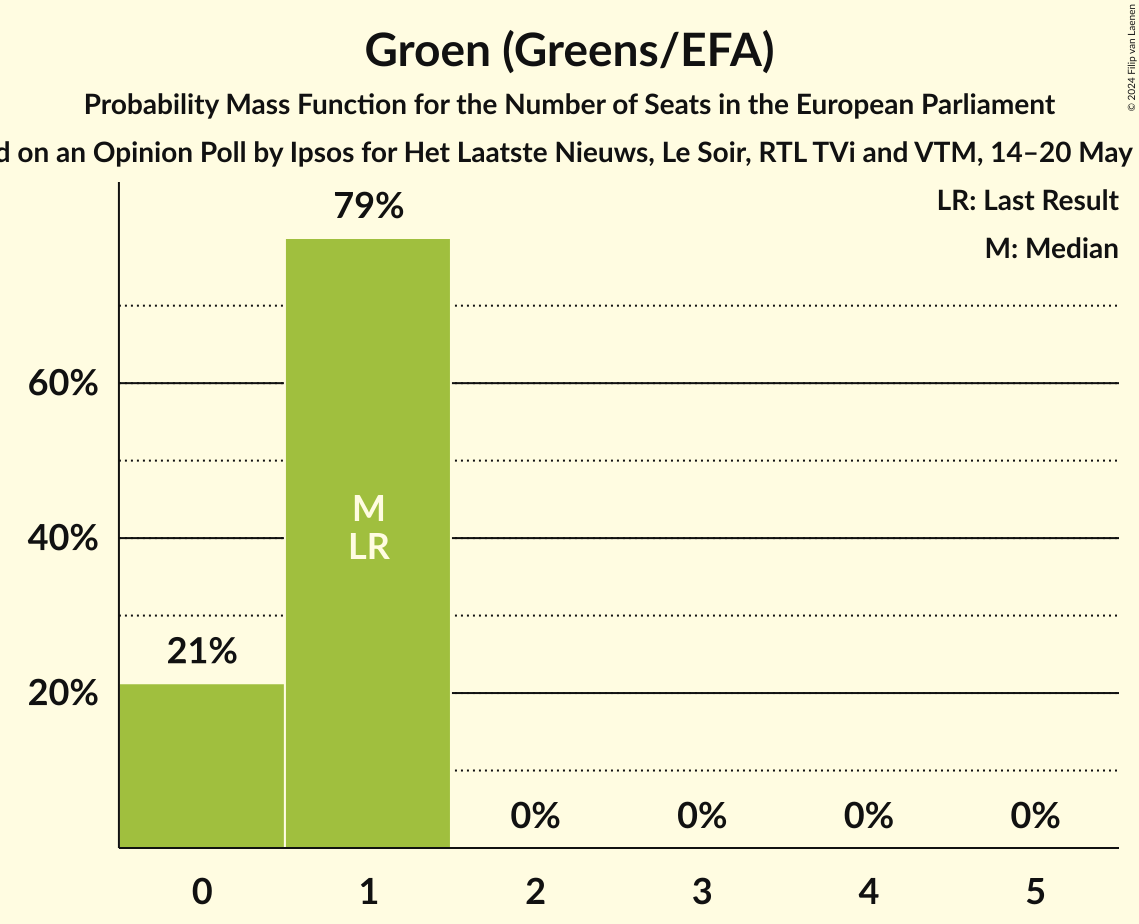 Groen (Greens/EFA)
Probability Mass Function for the Number of Seats in the European Parliament
on an Opinion Poll by Ipsos for Het Laatste Nieuws, Le Soir, RTL TVi and VTM, 14–20 May
© 2024 Filip van Laenen
LR: Last Result
M: Median
79%
60%
M
40%
LR
21%
20%
0% 0% 0% 0%
0 1 2 3 4 5